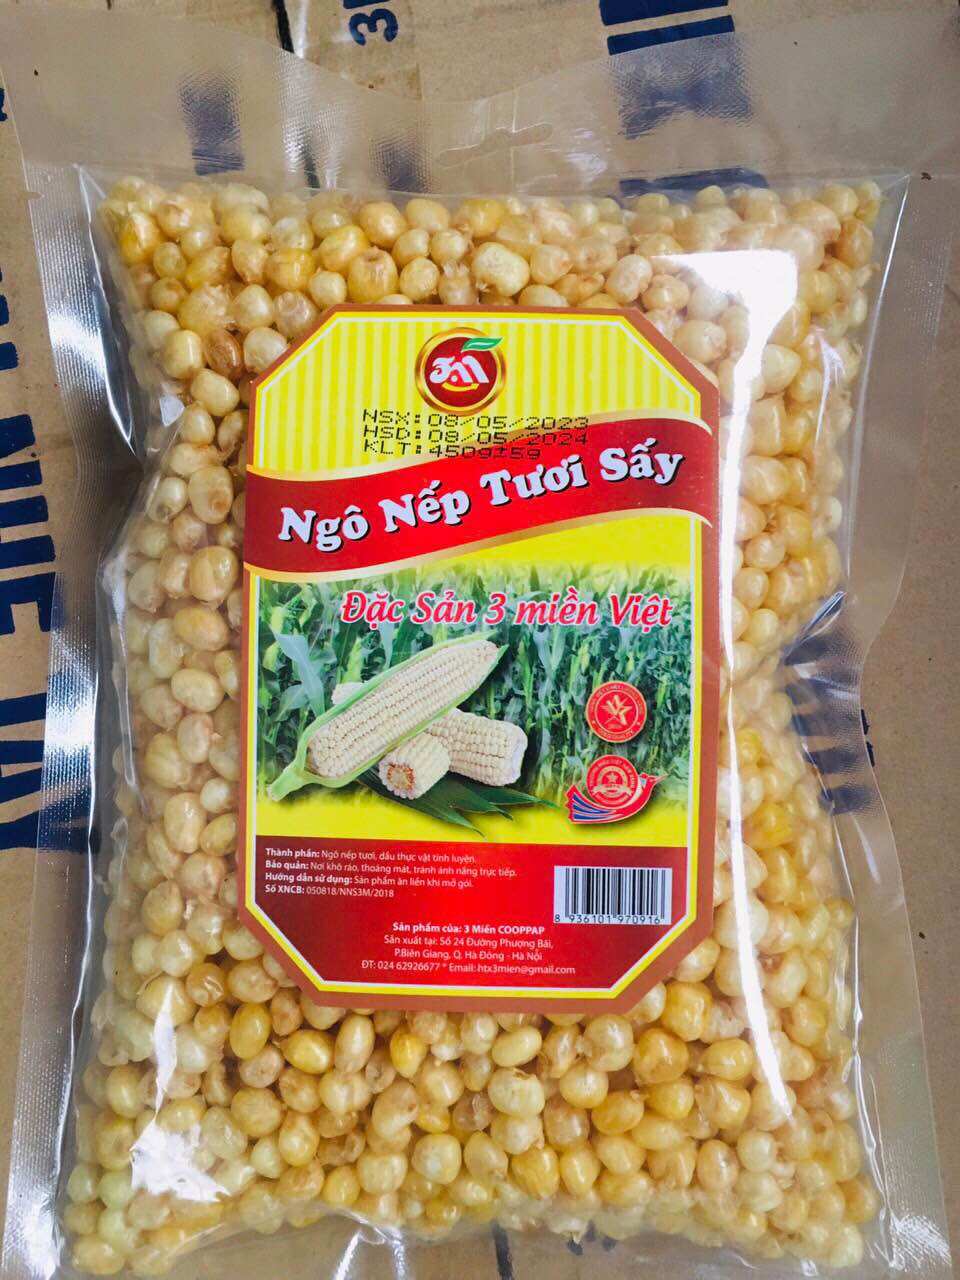 3M
NSX:08/05/2023
HSD:08/05/2024
KLT:450g±5g
Ngô Nếp Tươi Sấy
Đặc Sản 3 miền Việt
Thành phần: Ngô nếp tươi, dầu thực vật tinh luyện.
Bảo quản: Nơi khô ráo, thoáng mát, tránh ánh nắng trực tiếp.
Hướng dẫn sử dụng: Sản phẩm ăn liền khi mở gói.
Số XNCB: 050818/NNS3M/2018
8 936101 970916
Sản phẩm của: 3 Miền COOPPAP
Sản xuất tại: Số 24 Đường Phượng Bãi,
P.Biên Giang, Q. Hà Đông - Hà Nội
ĐT: 024 62926677 * Email: htx3mien@gmail.com